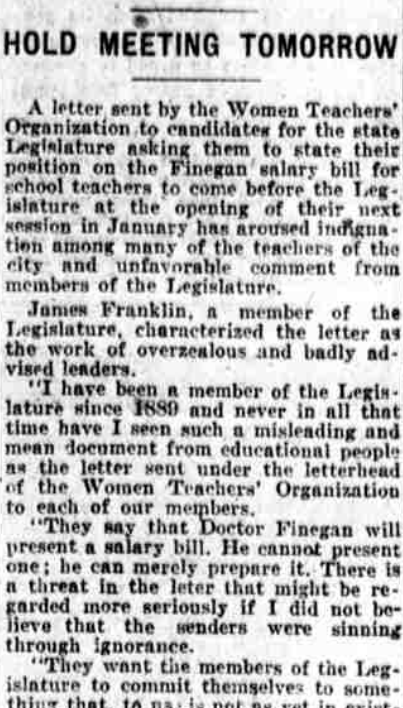 HOLD MEETING TOMORROW
A letter sent by the Women Teachers'
Organization to candidates for the state
Legislature asking them to state their
position on the Finegan salary bill for
school teachers to come before the Leg-
islature at the opening of their next
session in January has aroused indigna-
tion among many of the teachers of the
city and unfavorable comment from
members of the Legislature.
James Franklin, a member of the
Legislature, characterized the letter as
the work of overzealous and badly ad-
vised leaders.
"I have been a member of the Legis-
lature since 1889 and never in all that
time have I seen such a misleading and
mean document from educational people
as the letter sent under the letterhead
of the Women Teachers' Organization
to each of our members.
"They say that Doctor Finegan will
present a salary bill. He cannot present
one; he can merely prepare it. There is
a threat in the leter that might be re-
garded more seriously if I did not be-
lieve that the senders were sinning
through ignorance.
"They want the members of the Leg-
islature to commit themselves to some-
thing that, to is not as yet in exist-